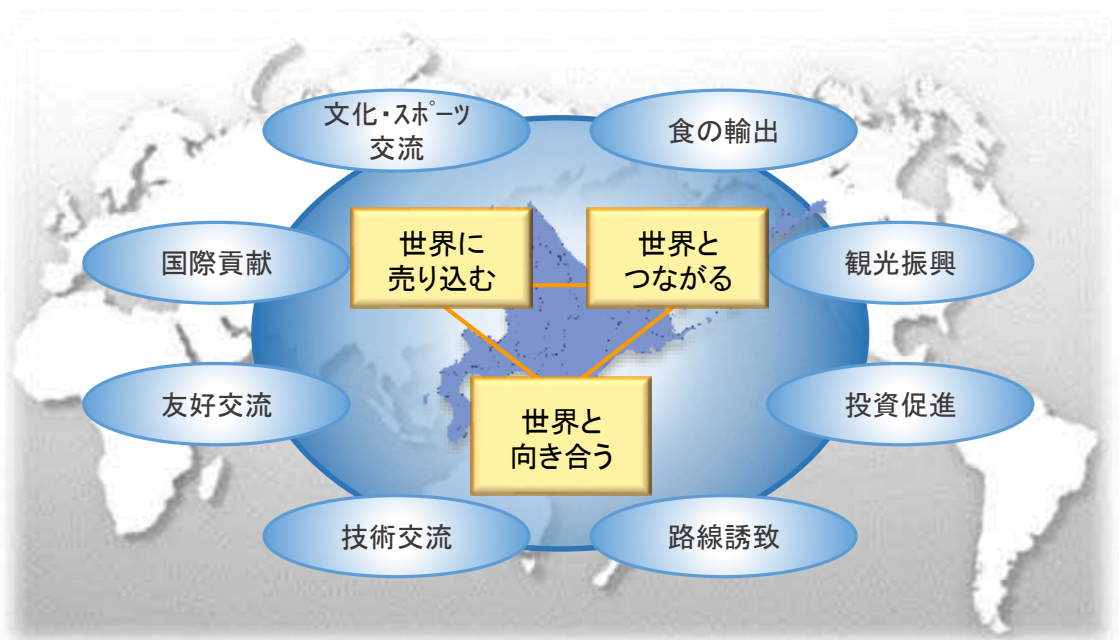 文化・ｽﾎﾟｰﾂ
交流
食の輸出
世界に
売り込む
世界と
つながる
国際貢献
観光振興
友好交流
投資促進
世界と
向き合う
技術交流
路線誘致